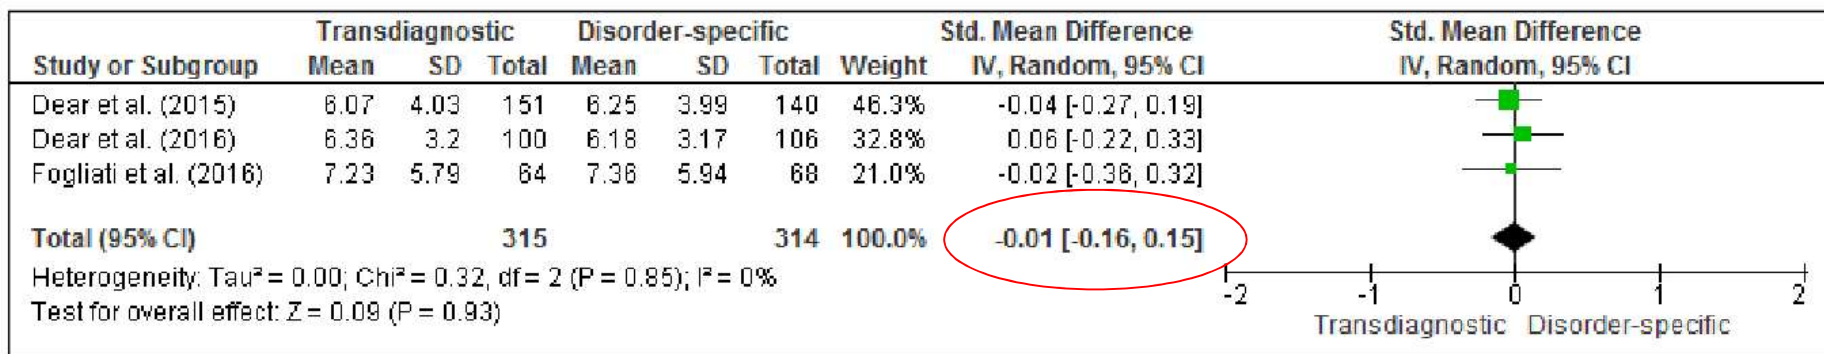 Transdiagnostic Disorder-specific Std. Mean Difference Std. Mean Difference
Study or Subgroup Mean SD Total Mean SD Total Weight IV, Random, 95% CI IV, Random, 95% CI
Dear et al. (2015) 6.07 4.03 151 6.25 3.99 140 46.3% -0.04 [-0.27, 0.19]
Dear et al. (2016) 6.36 3.2 100 6.18 3.17 106 32.8% 0.06 [-0.22, 0.33]
Fogliati et al. (2016) 7.23 5.79 64 7.36 5.94 68 21.0% -0.02 [-0.36, 0.32]
Total (95% CI) 315 314 100.0% -0.01 [-0.16, 0.15]
Heterogeneity: Tau² = 0.00; Chi² = 0.32, df = 2 (P = 0.85); I² = 0%
Test for overall effect: Z = 0.09 (P = 0.93)
-2 -1 0 1 2
Transdiagnostic Disorder-specific